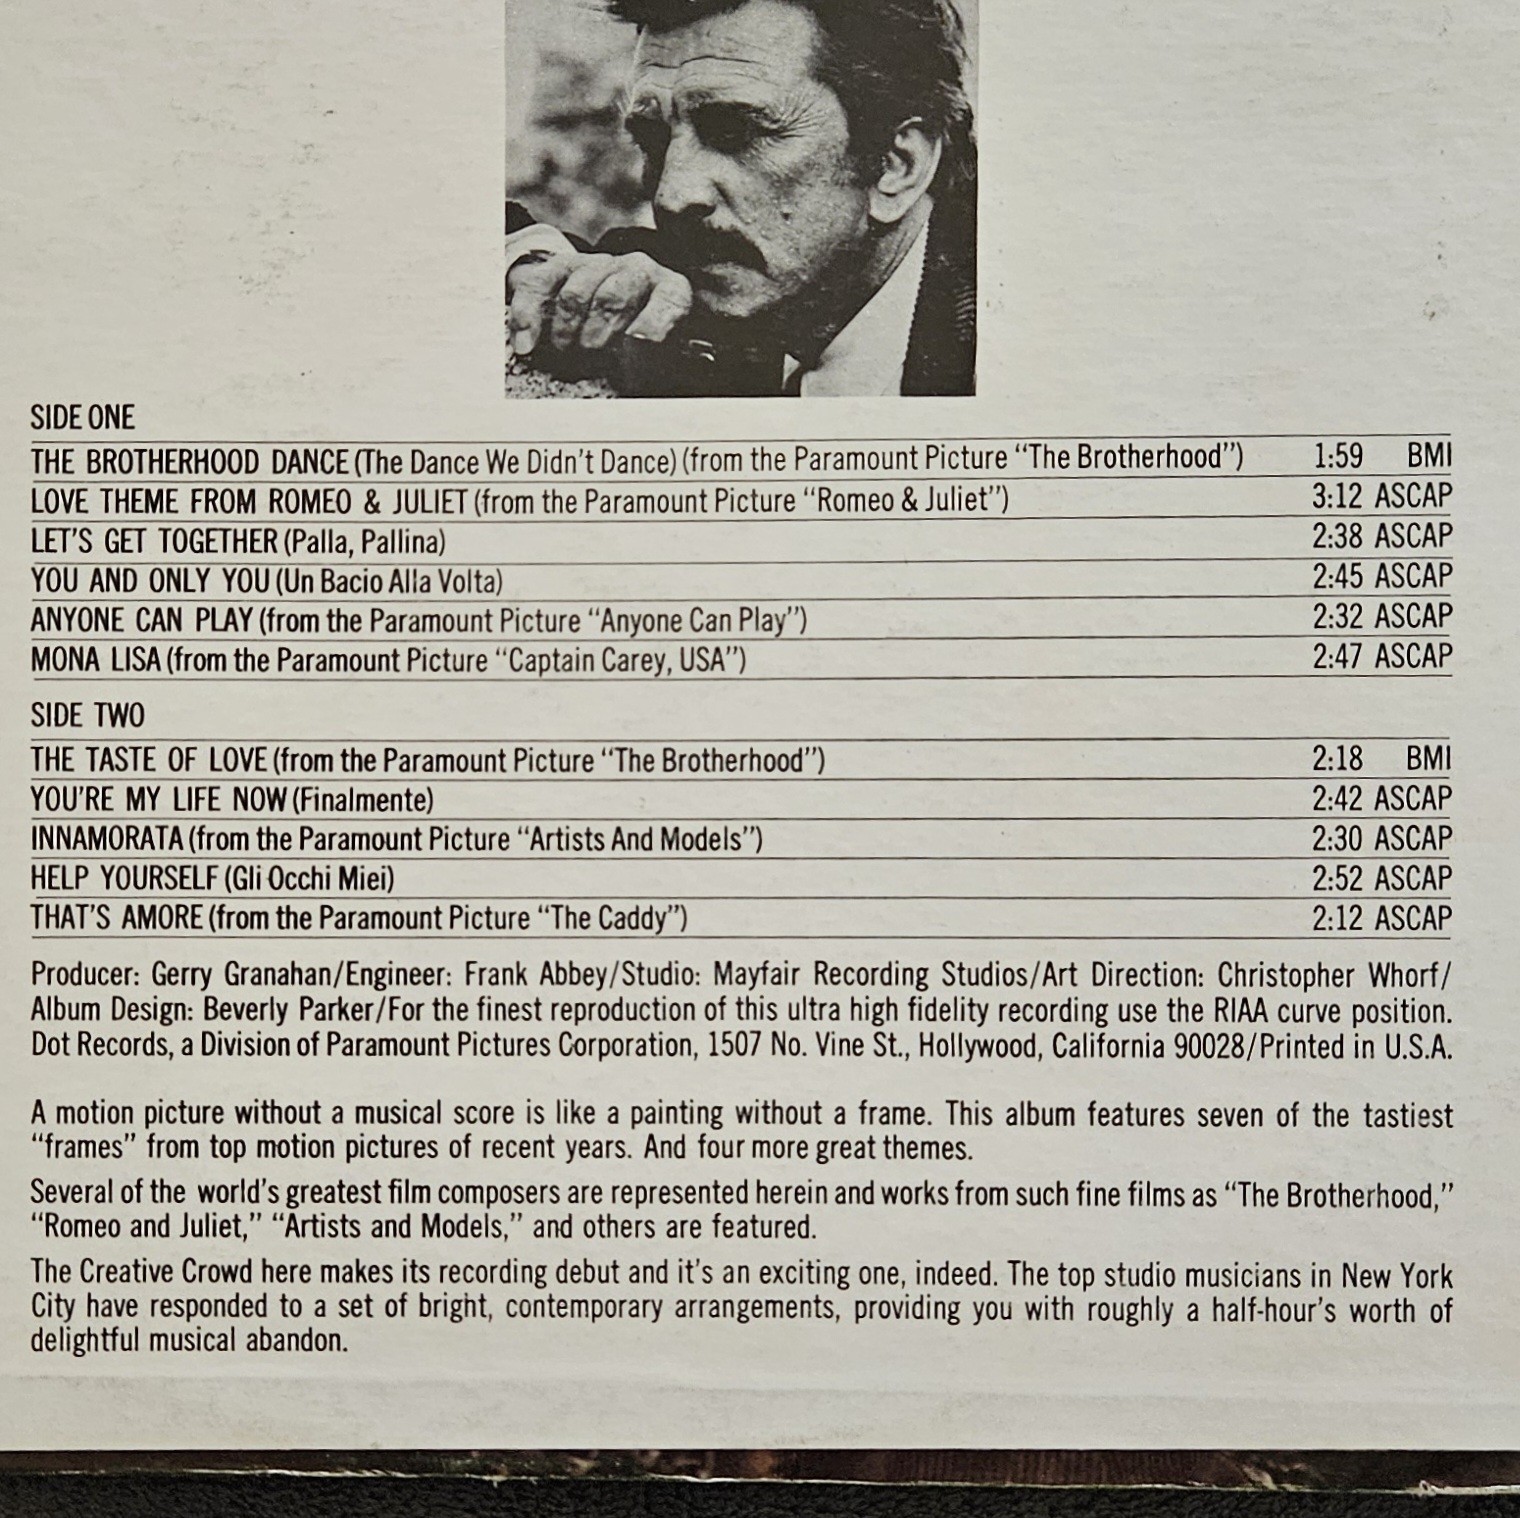 SIDE ONE
THE BROTHERHOOD DANCE (The Dance We Didn't Dance) (from the Paramount Picture “The Brotherhood”) 1:59 BMI
LOVE THEME FROM ROMEO & JULIET (from the Paramount Picture “Romeo & Juliet”) 3:12 ASCAP
LET'S GET TOGETHER (Palla, Pallina) 2:38 ASCAP
YOU AND ONLY YOU (Un Bacio Alla Volta) 2:45 ASCAP
ANYONE CAN PLAY (from the Paramount Picture “Anyone Can Play”) 2:32 ASCAP
MONA LISA (from the Paramount Picture “Captain Carey, USA”) 2:47 ASCAP
SIDE TWO
THE TASTE OF LOVE (from the Paramount Picture “The Brotherhood”) 2:18 BMI
YOU'RE MY LIFE NOW (Finalmente) 2:42 ASCAP
INNAMORATA (from the Paramount Picture “Artists And Models”) 2:30 ASCAP
HELP YOURSELF (Gli Occhi Miei) 2:52 ASCAP
THAT'S AMORE (from the Paramount Picture “The Caddy”) 2:12 ASCAP
Producer: Gerry Granahan/Engineer: Frank Abbey/Studio: Mayfair Recording Studios/Art Direction: Christopher Whorf/
Album Design: Beverly Parker/For the finest reproduction of this ultra high fidelity recording use the RIAA curve position.
Dot Records, a Division of Paramount Pictures Corporation, 1507 No. Vine St., Hollywood, California 90028/Printed in U.S.A.
A motion picture without a musical score is like a painting without a frame. This album features seven of the tastiest
“frames” from top motion pictures of recent years. And four more great themes.
Several of the world's greatest film composers are represented herein and works from such fine films as “The Brotherhood,”
“Romeo and Juliet,” “Artists and Models,” and others are featured.
The Creative Crowd here makes its recording debut and it's an exciting one, indeed. The top studio musicians in New York
City have responded to a set of bright, contemporary arrangements, providing you with roughly a half-hour's worth of
delightful musical abandon.